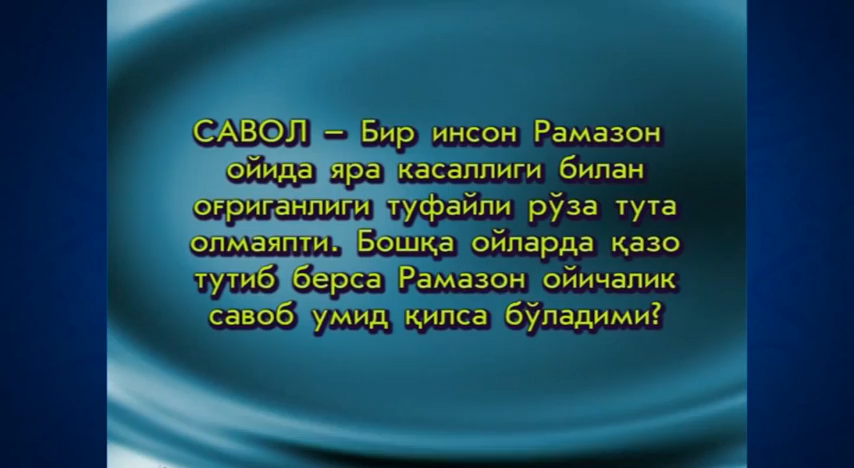 САВОЛ – Бир инсон Рамазон
ойида яра касаллиги билан
оғриганлиги туфайли рўза тута
олмаяпти. Бошқа ойларда қазо
тутиб берса Рамазон ойичалик
савоб умид қилса бўладими?